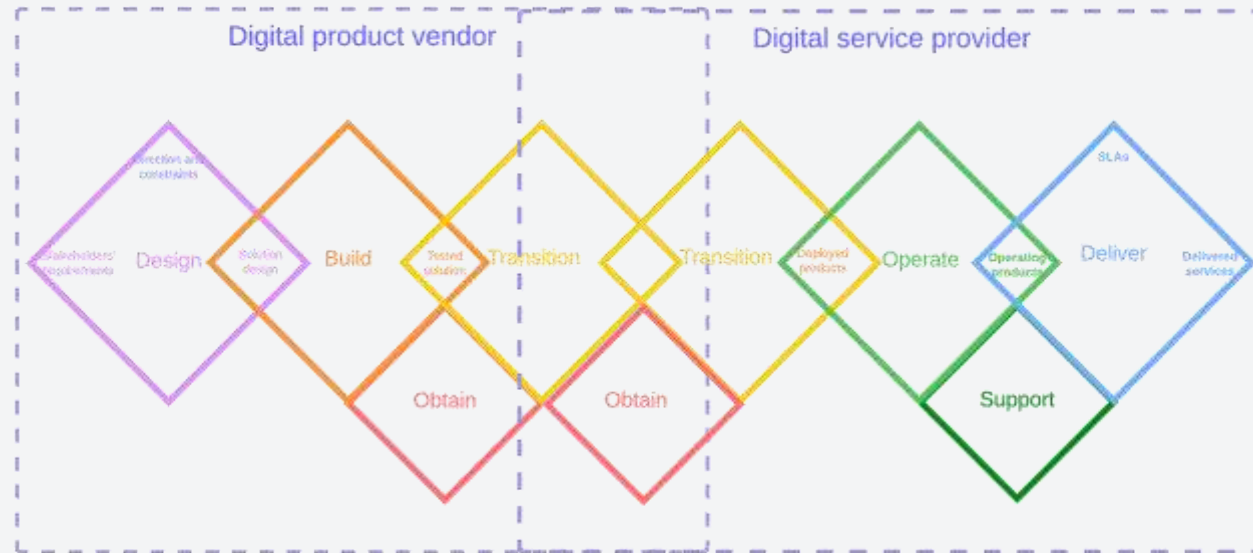 Digital product vendor
Digital service provider
Direction and
constraints
SLAs
Stakeholders'
requirements
Design
Solution
design
Build
Tested
solution
Transition
Transition
Deployed
products
Operate
Operating
products
Deliver
Delivered
services
Obtain
Obtain
Support